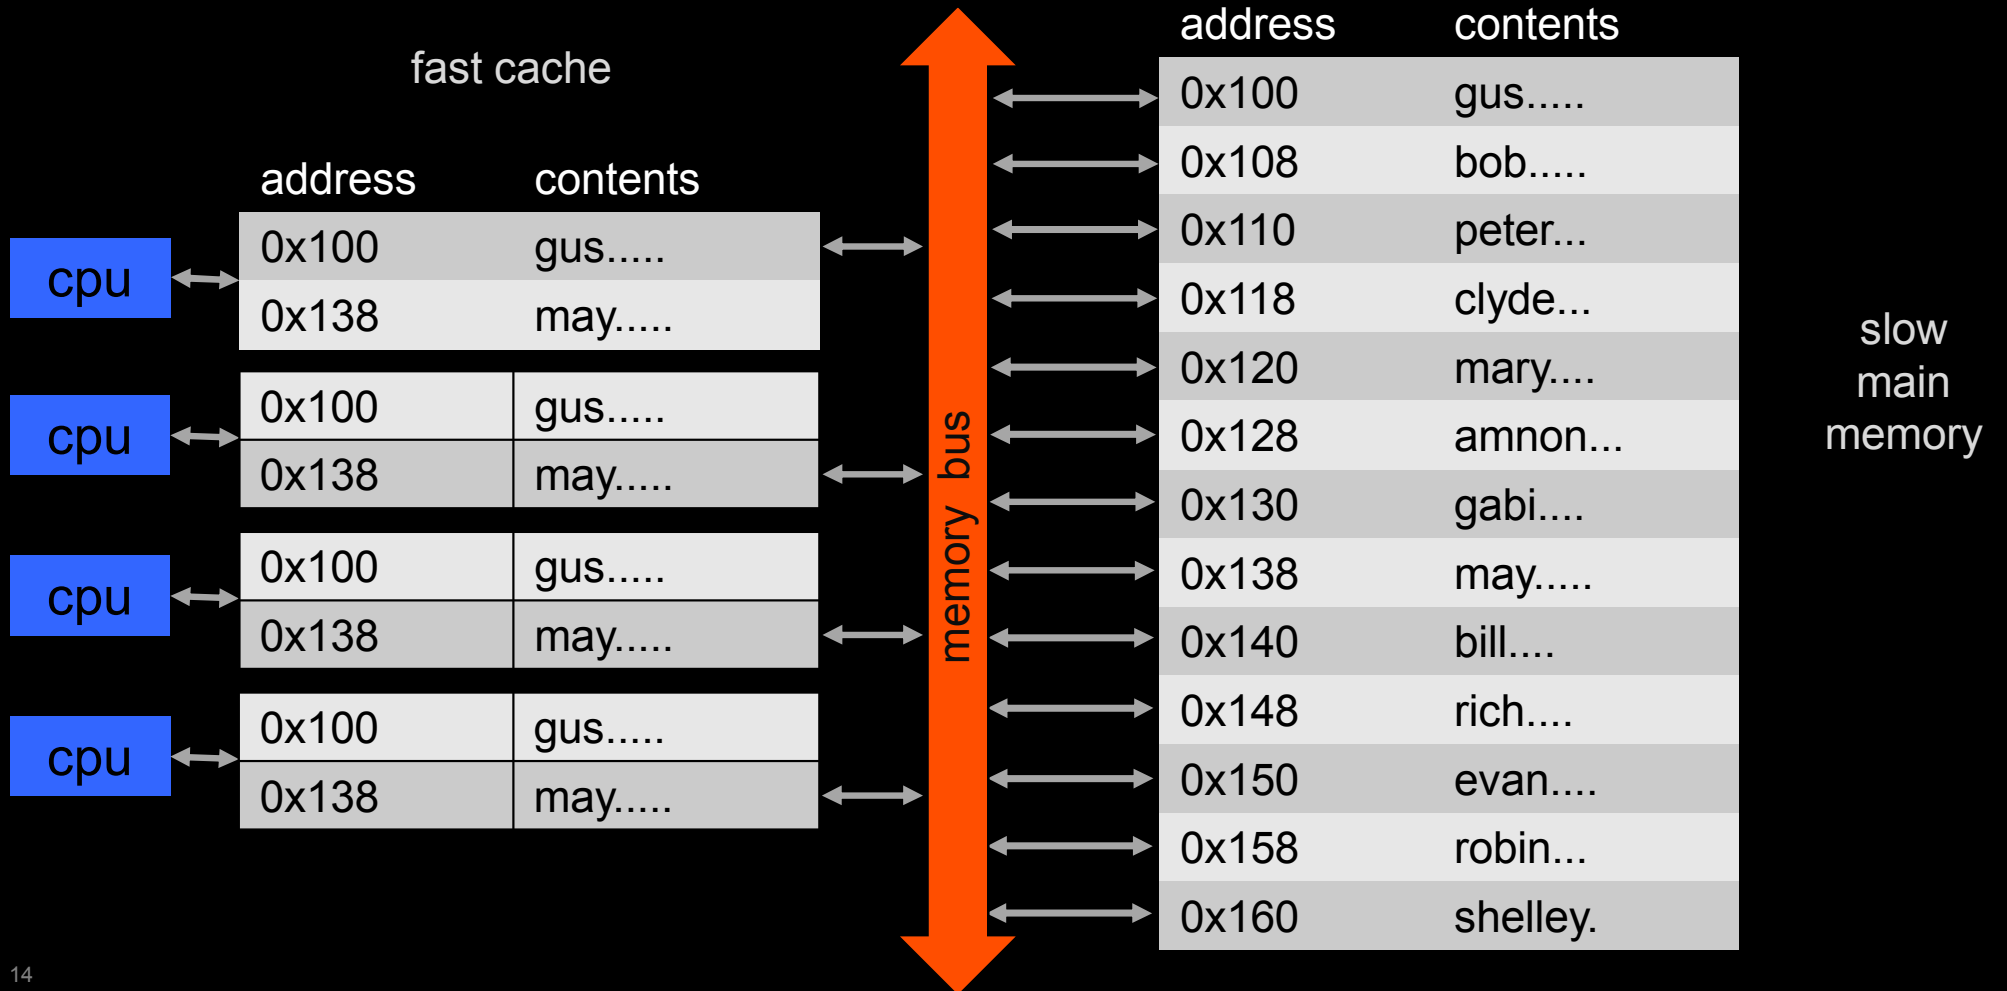 fast cache
address contents
cpu
0x100 gus.....
0x138 may.....
cpu
0x100 gus.....
0x138 may.....
cpu
0x100 gus.....
0x138 may.....
cpu
0x100 gus.....
0x138 may.....
memory bus
address contents
0x100 gus.....
0x108 bob.....
0x110 peter...
0x118 clyde...
0x120 mary....
0x128 amnon...
0x130 gabi....
0x138 may.....
0x140 bill....
0x148 rich....
0x150 evan....
0x158 robin...
0x160 shelley.
slow
main
memory
14